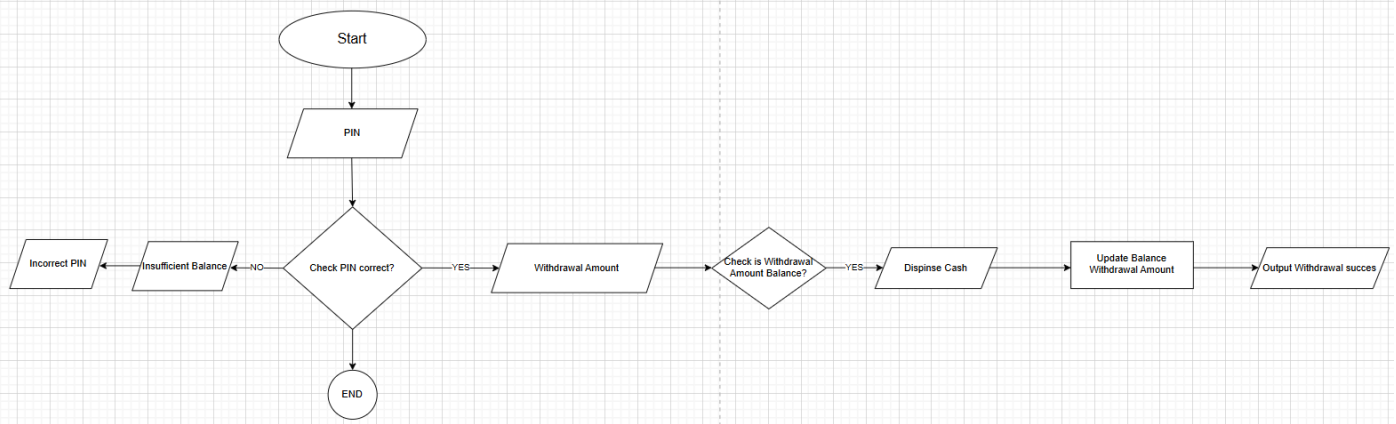 Start
PIN
Incorrect PIN
Insufficient Balance
NO
Check PIN correct?
YES
Withdrawal Amount
Check is Withdrawal
Amount Balance?
YES
Dispinse Cash
Update Balance
Withdrawal Amount
Output Withdrawal succes
END